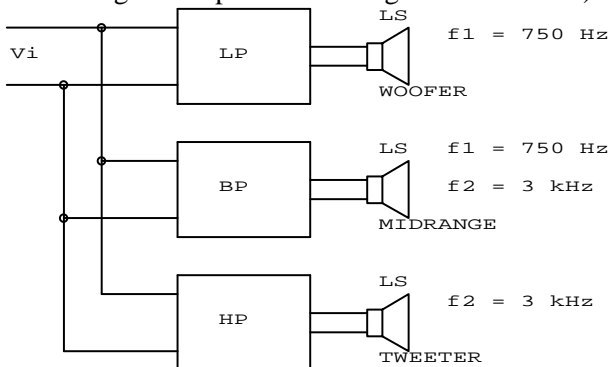 LS
f1 = 750 Hz
Vi
LP
WOOFER
LS
f1 = 750 Hz
BP
f2 = 3 kHz
MIDRANGE
LS
f2 = 3 kHz
HP
TWEETER